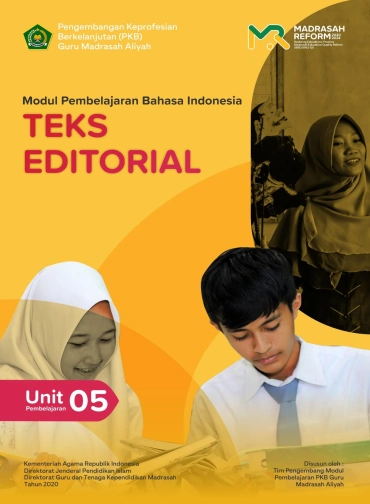 Pengembangan Keprofesian
Berkelanjutan (PKB)
Guru Madrasah Aliyah
MADRASAH
REFORM
Modul Pembelajaran Bahasa Indonesia
TEKS
EDITORIAL
Unit
Pembelajaran
05
Kementerian Agama Republik Indonesia
Direktorat Jenderal Pendidikan Islam
Direktorat Guru dan Tenaga Kependidikan Madrasah
Tahun 2020
Disusun oleh :
Tim Pengembang Modul
Pembelajaran PKB Guru
Madrasah Aliyah